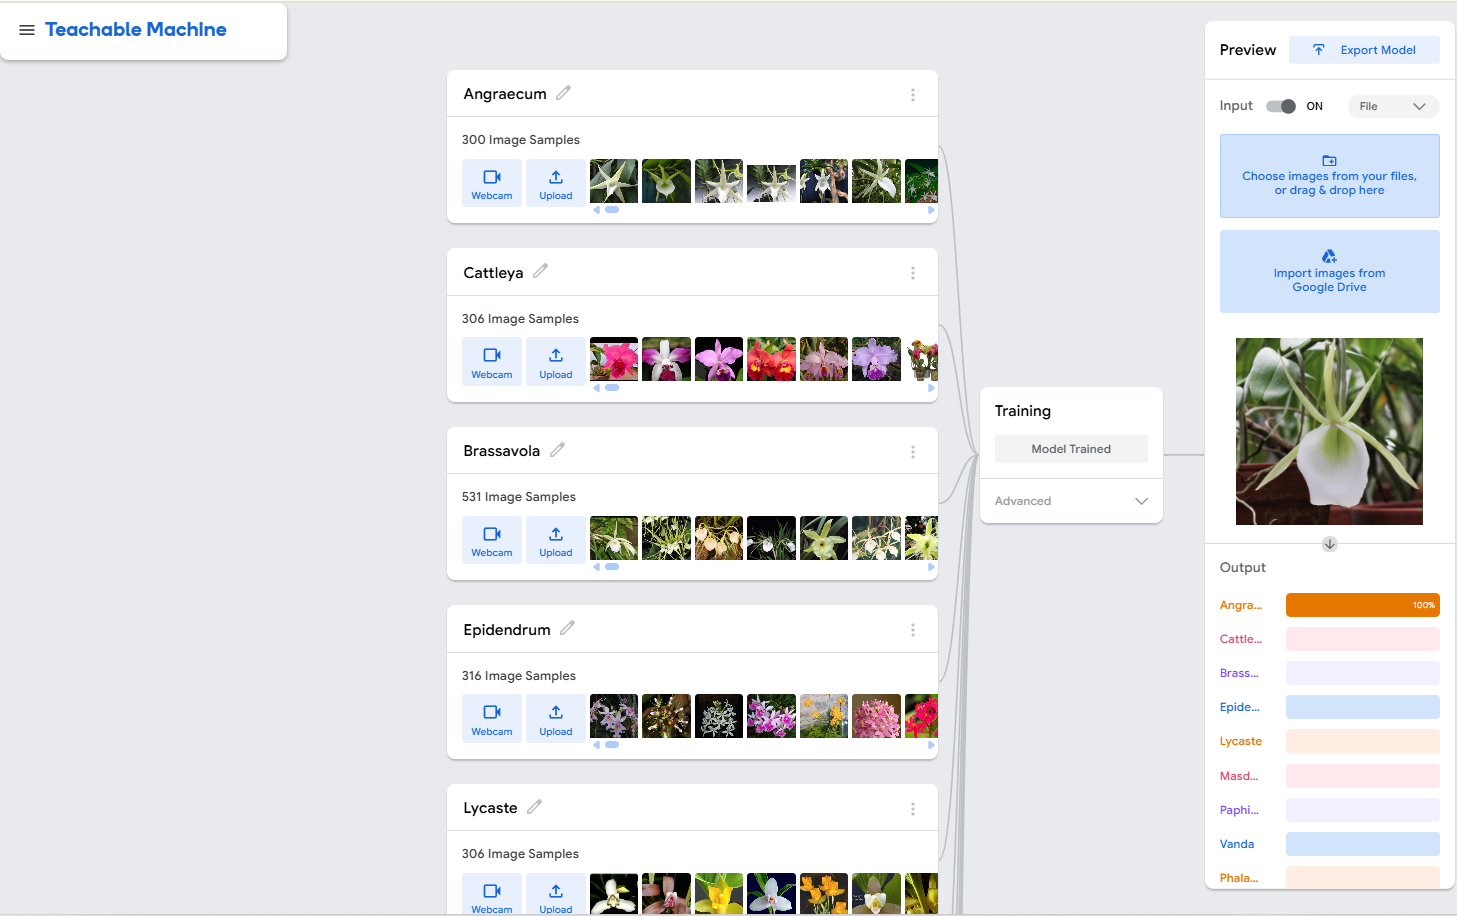 Teachable Machine
Angraecum
300 Image Samples
Webcam
Upload
Cattleya
306 Image Samples
Webcam
Upload
Brassavola
531 Image Samples
Webcam
Upload
Epidendrum
316 Image Samples
Webcam
Upload
Lycaste
306 Image Samples
Webcam
Upload
Training
Model Trained
Advanced
Preview
Export Model
Input
ON
File
Choose images from your files,
or drag & drop here
Import images from
Google Drive
Output
Angra...
100%
Cattle...
Brass...
Epide...
Lycaste
Masd...
Paphi...
Vanda
Phala...